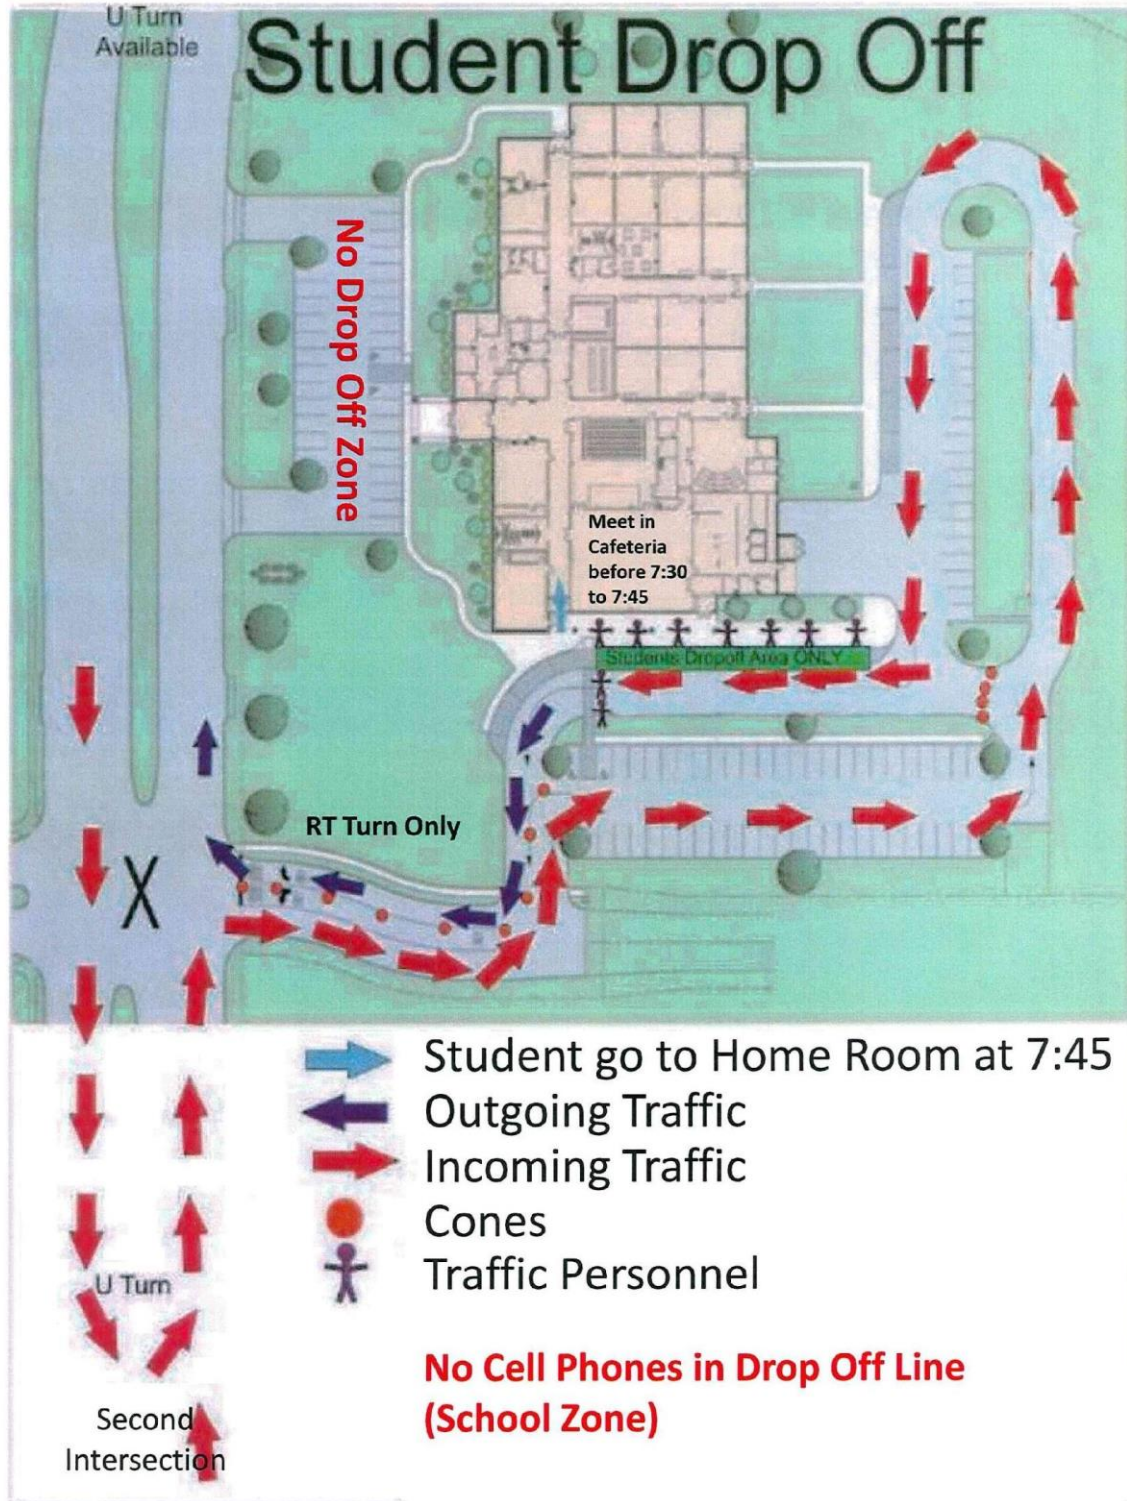 U Turn
Available
Student Drop Off
No Drop Off Zone
Meet in
Cafeteria
before 7:30
to 7:45
Students Dropoff Area ONLY
RT Turn Only
X
Student go to Home Room at 7:45
Outgoing Traffic
Incoming Traffic
Cones
Traffic Personnel
U Turn
No Cell Phones in Drop Off Line
(School Zone)
Second
Intersection